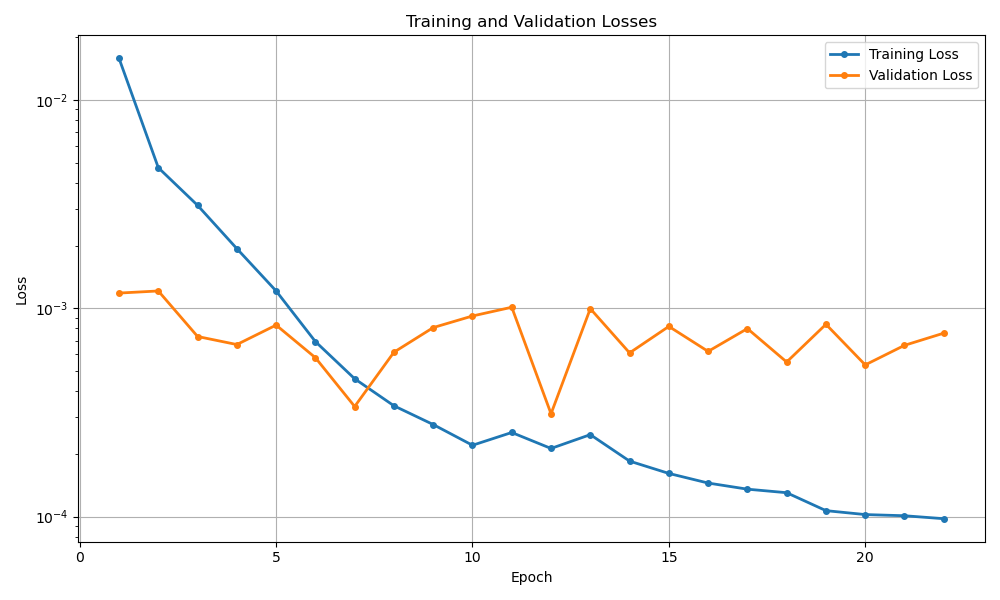 Training and Validation Losses
Training Loss
Validation Loss
Loss
10⁻²
10⁻³
10⁻⁴
0 5 10 15 20
Epoch